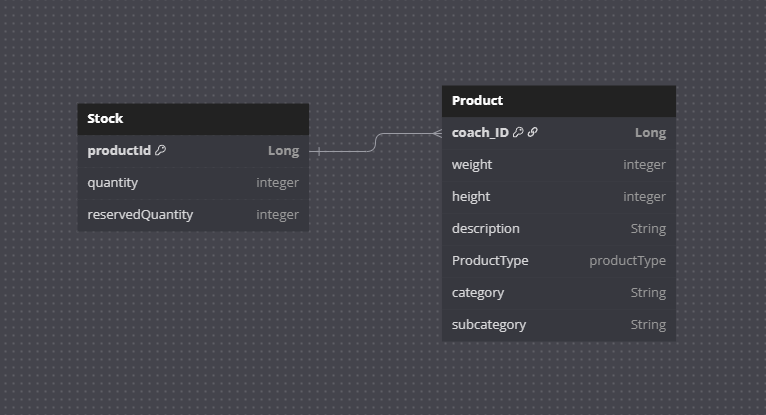 Stock
productId Long
quantity integer
reservedQuantity integer
Product
coach_ID Long
weight integer
height integer
description String
ProductType productType
category String
subcategory String